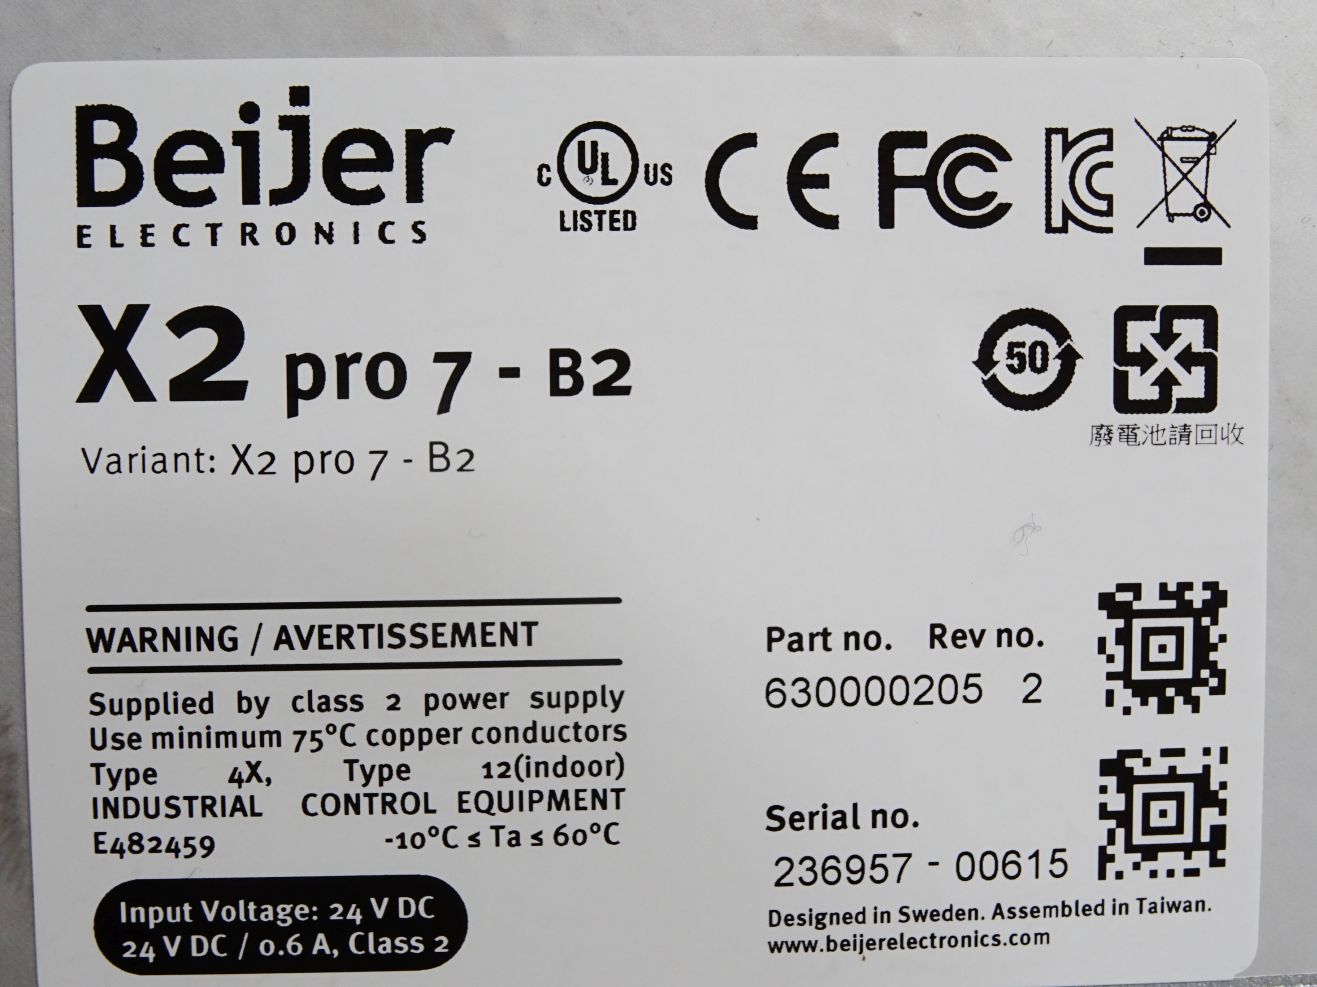 Beijer
ELECTRONICS
C UL US
LISTED
CE FC KC
X2 pro 7 - B2
Variant: X2 pro 7 - B2
50
廢電池請回收
WARNING / AVERTISSEMENT
Supplied by class 2 power supply
Use minimum 75°C copper conductors
Type 4X, Type 12(indoor)
INDUSTRIAL CONTROL EQUIPMENT
E482459 -10°C ≤ Ta ≤ 60°C
Input Voltage: 24 V DC
24 V DC / 0.6 A, Class 2
Part no. Rev no.
630000205 2
Serial no.
236957 - 00615
Designed in Sweden. Assembled in Taiwan.
www.beijerelectronics.com